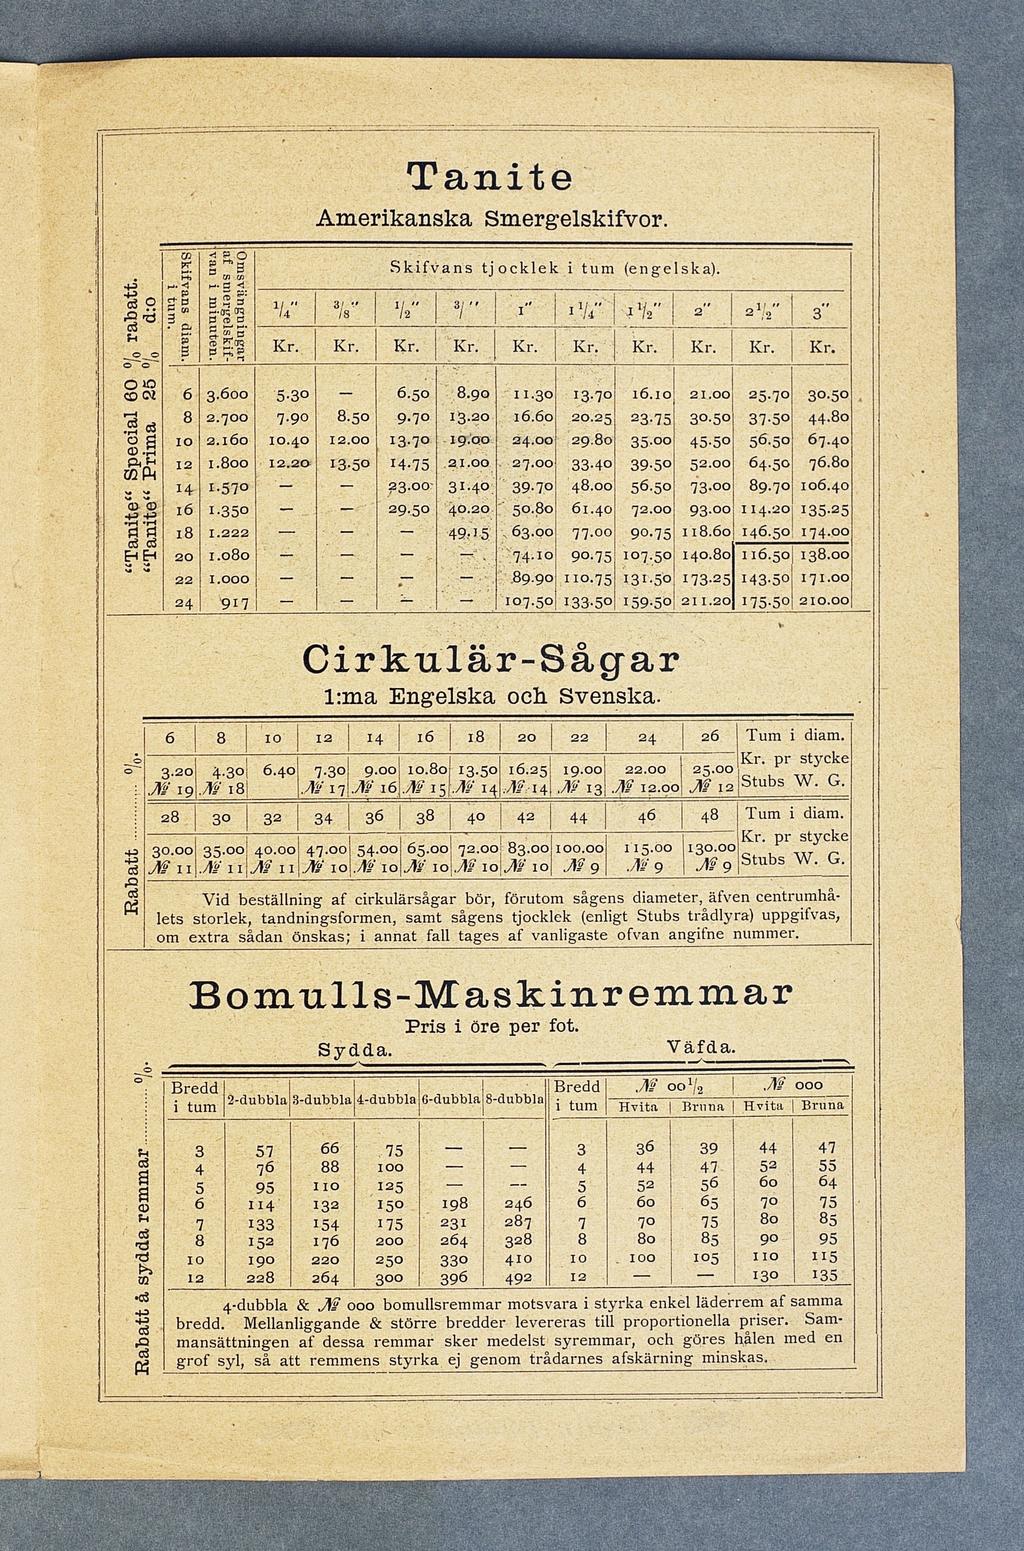 Tanite
Amerikanska Smergelskifvor.
"Tanite" Special 60 % rabatt.
"Tanite" Prima 25 % d:o
Skifvans diam. i tum.
Omsvängningar af smergelskifvan i minuten.
Skifvans tjocklek i tum (engelska).
1/4" 3/8" 1/2" 3/ " 1" 1 1/4" 1 1/2" 2" 2 1/2" 3"
Kr. Kr. Kr. Kr. Kr. Kr. Kr. Kr. Kr. Kr.
6 3.600 5.30 — 6.50 8.90 11.30 13.70 16.10 21.00 25.70 30.50
8 2.700 7.90 8.50 9.70 13.20 16.60 20.25 23.75 30.50 37.50 44.80
10 2.160 10.40 12.00 13.70 19.00 24.00 29.80 35.00 45.50 56.50 67.40
12 1.800 12.20 13.50 14.75 21.00 27.00 33.40 39.50 52.00 64.50 76.80
14 1.570 — — 23.00 31.40 39.70 48.00 56.50 73.00 89.70 106.40
16 1.350 — — 29.50 40.20 50.80 61.40 72.00 93.00 114.20 135.25
18 1.222 — — — 49.15 63.00 77.00 90.75 118.60 146.50 174.00
20 1.080 — — — — 74.10 90.75 107.50 140.80 116.50 138.00
22 1.000 — — — — 89.90 110.75 131.50 173.25 143.50 171.00
24 917 — — — — 107.50 133.50 159.50 211.20 175.50 210.00
Cirkulär-Sågar
1:ma Engelska och Svenska.
Rabatt .......... %.
6 8 10 12 14 16 18 20 22 24 26 Tum i diam.
3.20 4.30 6.40 7.30 9.00 10.80 13.50 16.25 19.00 22.00 25.00 Kr. pr stycke
№ 19 № 18 № 17 № 16 № 15 № 14 № 14 № 13 № 12.00 № 12 Stubs W. G.
28 30 32 34 36 38 40 42 44 46 48 Tum i diam.
30.00 35.00 40.00 47.00 54.00 65.00 72.00 83.00 100.00 115.00 130.00 Kr. pr stycke
№ 11 № 11 № 11 № 10 № 10 № 10 № 10 № 10 № 9 № 9 № 9 Stubs W. G.
Vid beställning af cirkulärsågar bör, förutom sågens diameter, äfven centrumhå-
lets storlek, tandningsformen, samt sågens tjocklek (enligt Stubs trådlyra) uppgifvas,
om extra sådan önskas; i annat fall tages af vanligaste ofvan angifne nummer.
Bomulls-Maskinremmar
Pris i öre per fot.
Sydda. Väfda.
Rabatt å sydda remmar .......... %.
Bredd i tum 2-dubbla 3-dubbla 4-dubbla 6-dubbla 8-dubbla Bredd i tum № 00 1/2 № 000
Hvita Bruna Hvita Bruna
3 57 66 75 — — 3 36 39 44 47
4 76 88 100 — — 4 44 47 52 55
5 95 110 125 — — 5 52 56 60 64
6 114 132 150 198 246 6 60 65 70 75
7 133 154 175 231 287 7 70 75 80 85
8 152 176 200 264 328 8 80 85 90 95
10 190 220 250 330 410 10 100 105 110 115
12 228 264 300 396 492 12 — — 130 135
4-dubbla & № 000 bomullsremmar motsvara i styrka enkel läderrem af samma
bredd. Mellanliggande & större bredder levereras till proportionella priser. Sam-
mansättningen af dessa remmar sker medelst syremmar, och göres hålen med en
grof syl, så att remmens styrka ej genom trådarnes afskärning minskas.